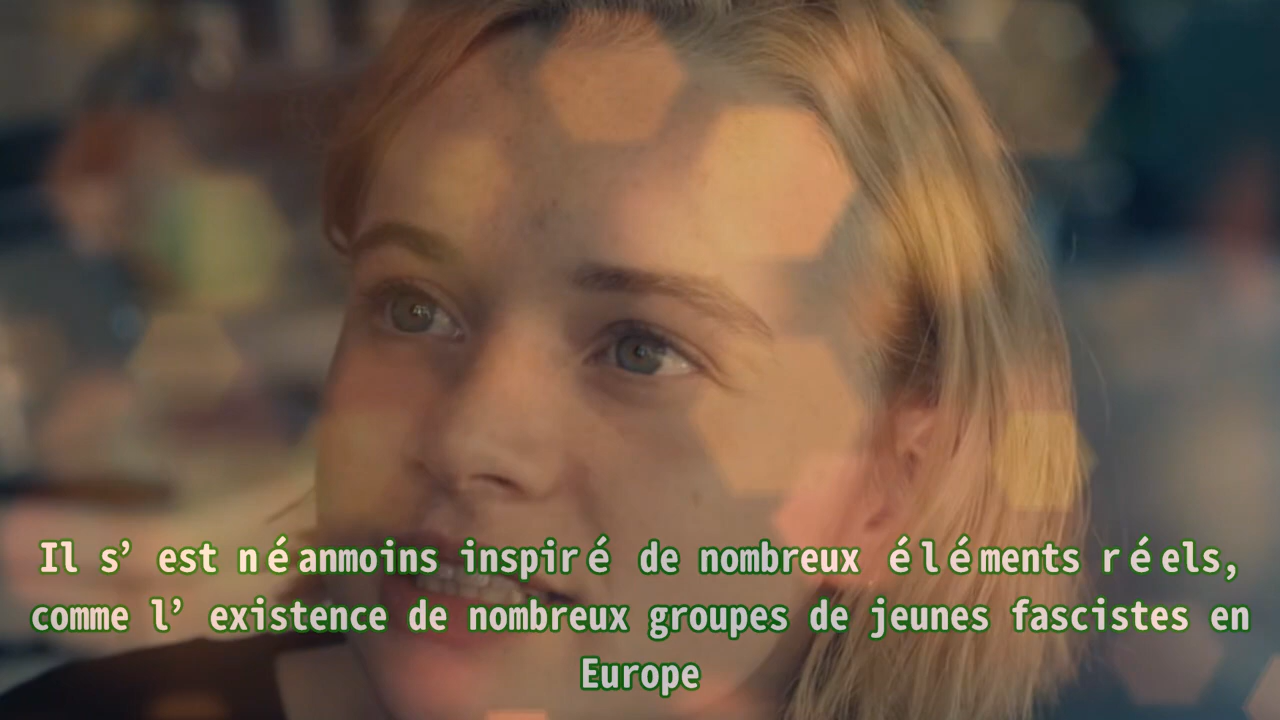 Il s’ est néanmoins inspiré de nombreux éléments réels,
comme l’ existence de nombreux groupes de jeunes fascistes en
Europe